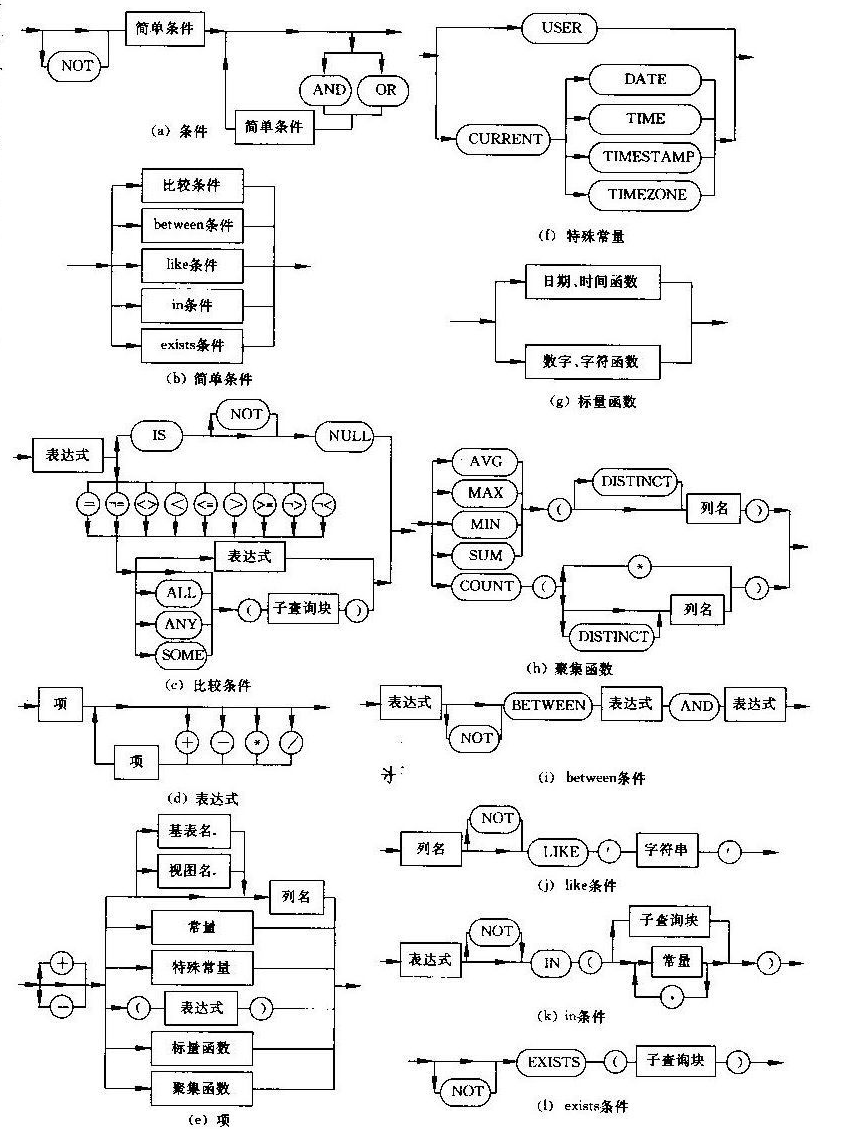 简单条件
NOT
AND
OR
简单条件
(a) 条件
比较条件
between条件
like条件
in条件
exists条件
(b) 简单条件
表达式
IS
NOT
NULL
= ¬= <> < <= > >= ¬> ¬<
表达式
ALL
ANY
SOME
( 子查询块 )
(c) 比较条件
项
+ - * /
项
(d) 表达式
基表名.
视图名.
列名
常量
特殊常量
+
-
( 表达式 )
标量函数
聚集函数
(e) 项
USER
CURRENT
DATE
TIME
TIMESTAMP
TIMEZONE
(f) 特殊常量
日期、时间函数
数字、字符函数
(g) 标量函数
AVG
MAX
MIN
SUM
COUNT
( DISTINCT 列名 )
( * )
列名
DISTINCT
(h) 聚集函数
表达式 BETWEEN 表达式 AND 表达式
NOT
(i) between条件
NOT
列名 LIKE ' 字符串 '
(j) like条件
子查询块
NOT
表达式 IN ( 常量 )
,
(k) in条件
EXISTS ( 子查询块 )
NOT
(l) exists条件